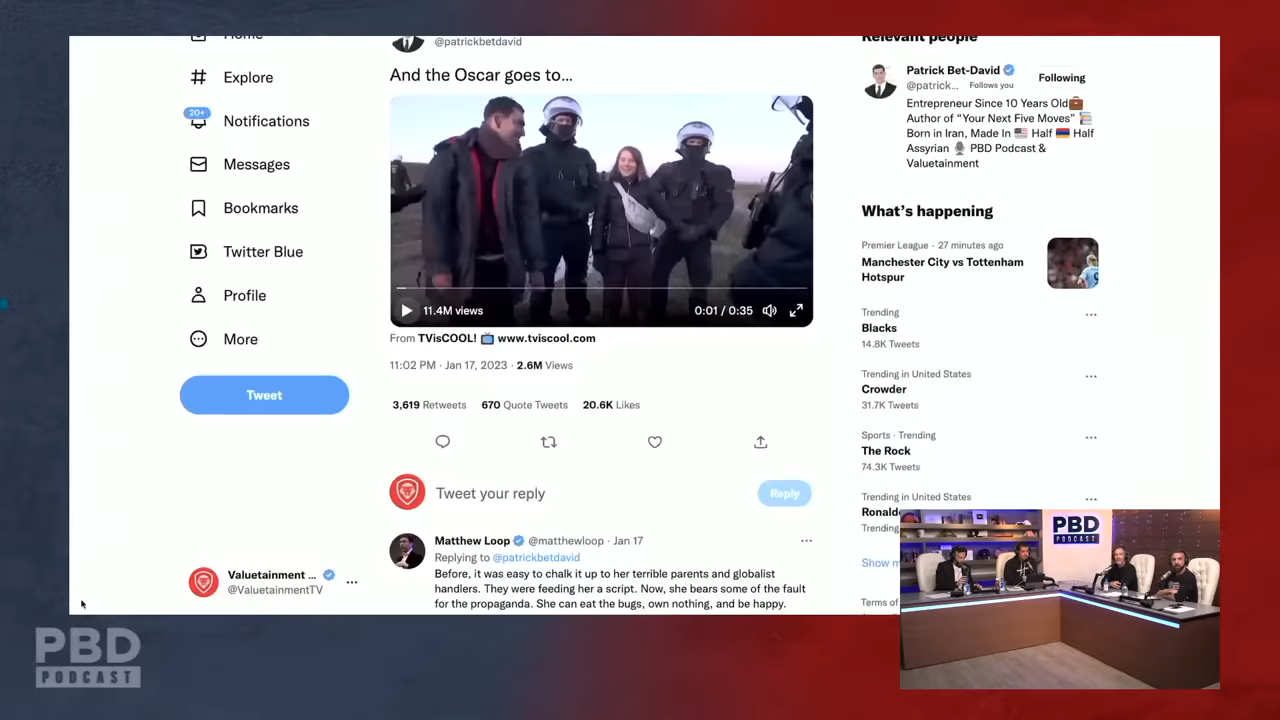 Home
Explore
20+
Notifications
Messages
Bookmarks
Twitter Blue
Profile
More
Tweet
Valuetainment ...
@ValuetainmentTV
@patrickbetdavid
And the Oscar goes to...
11.4M views
0:01 / 0:35
From TVisCOOL! 📺 www.tviscool.com
11:02 PM · Jan 17, 2023 · 2.6M Views
3,619 Retweets 670 Quote Tweets 20.6K Likes
Tweet your reply
Reply
Matthew Loop @matthewloop · Jan 17
Replying to @patrickbetdavid
Before, it was easy to chalk it up to her terrible parents and globalist
handlers. They were feeding her a script. Now, she bears some of the fault
for the propaganda. She can eat the bugs, own nothing, and be happy.
Relevant people
Patrick Bet-David
@patrick... Follows you
Following
Entrepreneur Since 10 Years Old💼
Author of “Your Next Five Moves” 📚
Born in Iran, Made In 🇺🇸 Half 🇦🇲 Half
Assyrian 🎙 PBD Podcast &
Valuetainment
What’s happening
Premier League · 27 minutes ago
Manchester City vs Tottenham
Hotspur
Trending
Blacks
14.8K Tweets
Trending in United States
Crowder
31.7K Tweets
Sports · Trending
The Rock
74.3K Tweets
Trending in United States
Ronald
Trending
Show m
Terms of
PBD
PODCAST
PBD
PODCAST